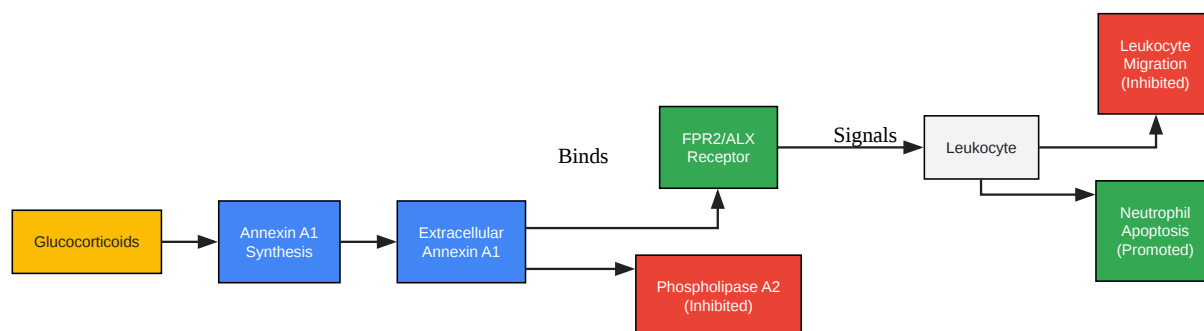 Glucocorticoids
Annexin A1
Synthesis
Extracellular
Annexin A1
Binds
FPR2/ALX
Receptor
Phospholipase A2
(Inhibited)
Signals
Leukocyte
Leukocyte
Migration
(Inhibited)
Neutrophil
Apoptosis
(Promoted)